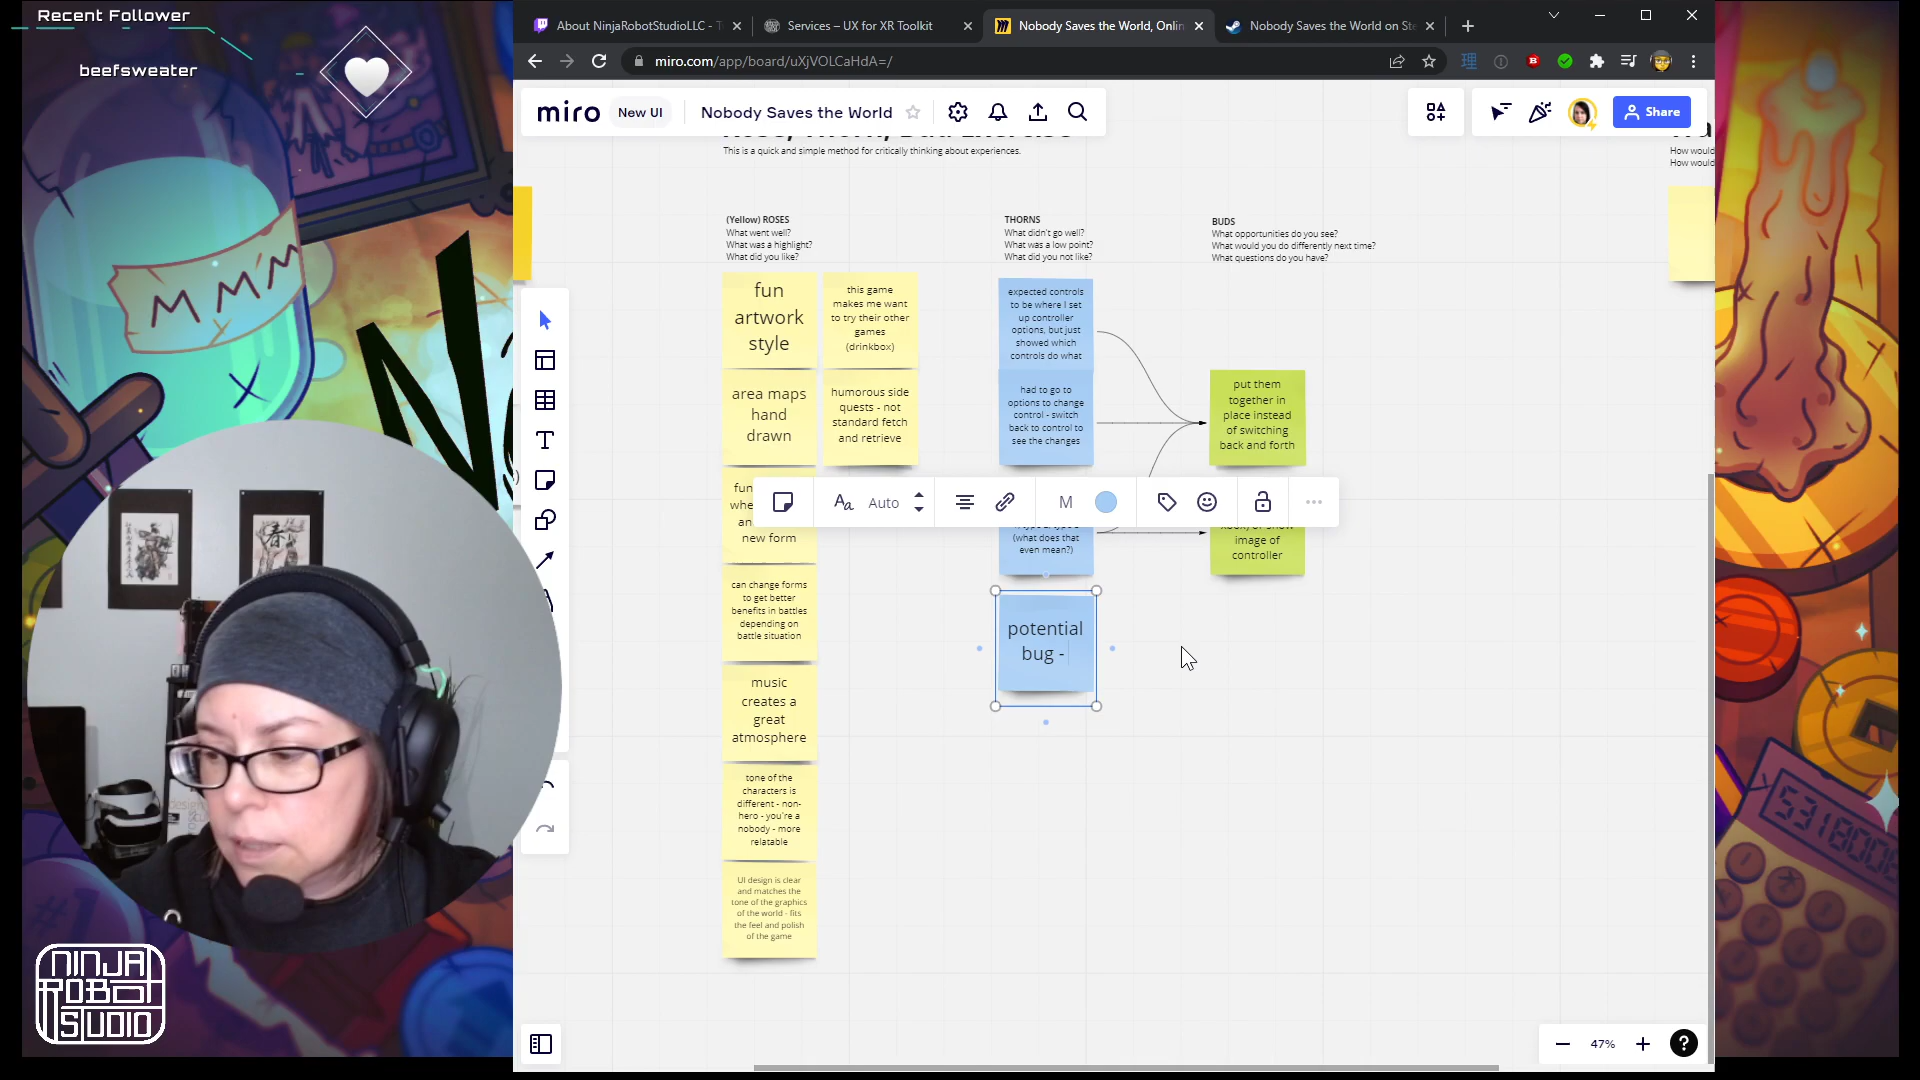 Recent Follower
beefsweater
MMM
#1
NINJA
ROBOT
STUDIO
About NinjaRobotStudioLLC - T
Services – UX for XR Toolkit
Nobody Saves the World, Onlin
Nobody Saves the World on Ste
miro.com/app/board/uXjVOLCaHdA=/
miro
New UI
Nobody Saves the World
Share
This is a quick and simple method for critically thinking about experiences.
How would
How would
(Yellow) ROSES
What went well?
What was a highlight?
What did you like?
THORNS
What didn't go well?
What was a low point?
What did you not like?
BUDS
What opportunities do you see?
What would you do differently next time?
What questions do you have?
fun
artwork
style
this game
makes me want
to try their other
games
(drinkbox)
area maps
hand
drawn
humorous side
quests - not
standard fetch
and retrieve
fun
whe
an
new form
can change forms
to get better
benefits in battles
depending on
battle situation
music
creates a
great
atmosphere
tone of the
characters is
different - non-
hero - you're a
nobody - more
relatable
UI design is clear
and matches the
tone of the graphics
of the world - fits
the feel and polish
of the game
expected controls
to be where I set
up controller
options, but just
showed which
controls do what
had to go to
options to change
control - switch
back to control to
see the changes
(what does that
even mean?)
potential
bug -
put them
together in
place instead
of switching
back and forth
image of
controller
Auto
M
47%
5318008